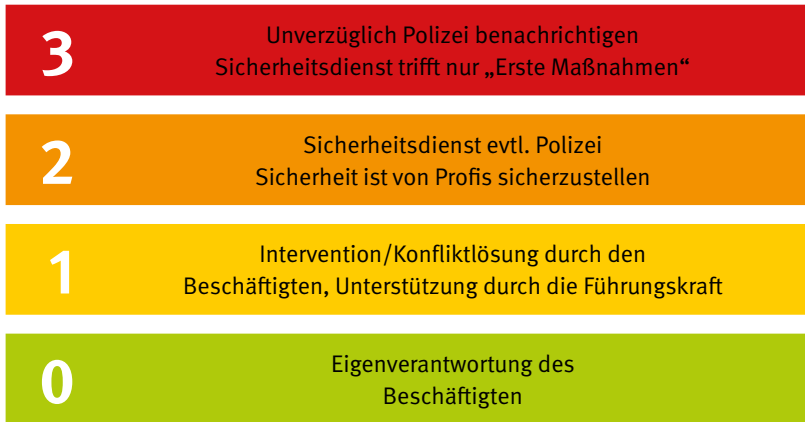 3
Unverzüglich Polizei benachrichtigen
Sicherheitsdienst trifft nur „Erste Maßnahmen“
2
Sicherheitsdienst evtl. Polizei
Sicherheit ist von Profis sicherzustellen
1
Intervention/Konfliktlösung durch den
Beschäftigten, Unterstützung durch die Führungskraft
0
Eigenverantwortung des
Beschäftigten